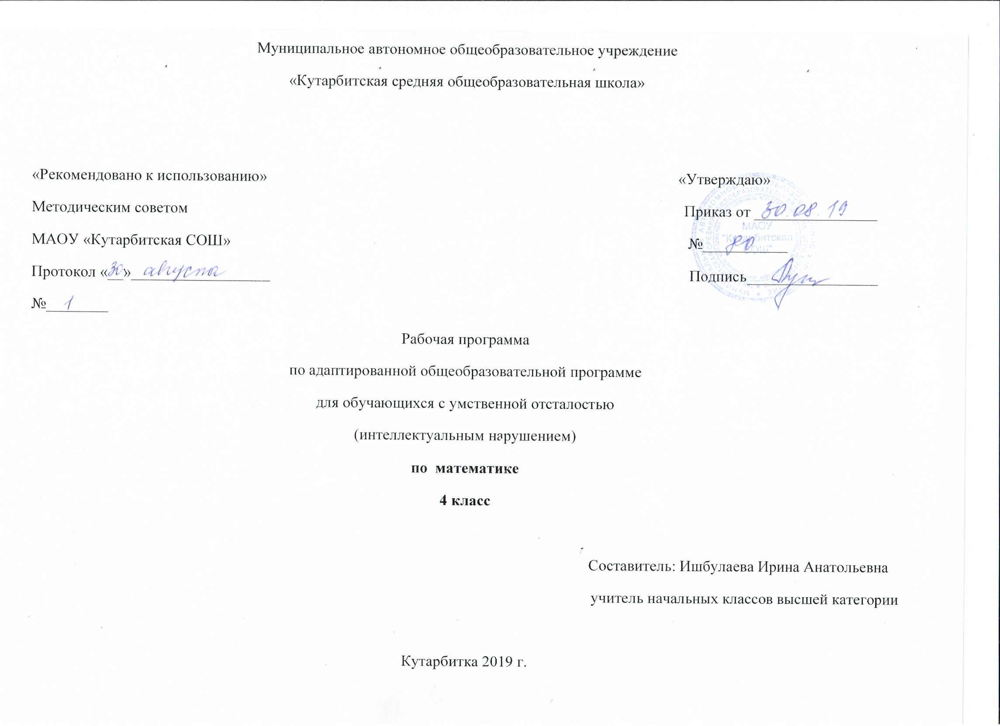 Муниципальное автономное общеобразовательное учреждение
«Кутарбитская средняя общеобразовательная школа»
«Рекомендовано к использованию»
Методическим советом
МАОУ «Кутарбитская СОШ»
Протокол «30» августа
№ 1
«Утверждаю»
Приказ от 30.08.19
№ 80
Подпись
МАОУ
"Кутарбитская
СОШ"
Рабочая программа
по адаптированной общеобразовательной программе
для обучающихся с умственной отсталостью
(интеллектуальным нарушением)
по математике
4 класс
Составитель: Ишбулаева Ирина Анатольевна
учитель начальных классов высшей категории
Кутарбитка 2019 г.